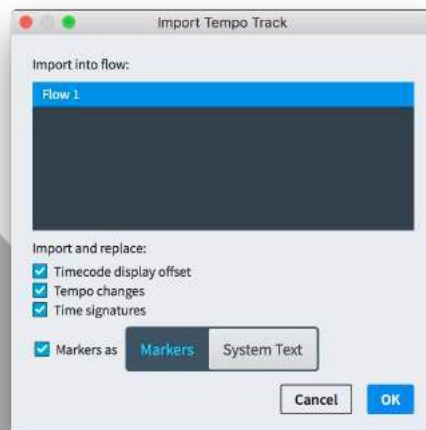 Import Tempo Track
Import into flow:
Flow 1
Import and replace:
Timecode display offset
Tempo changes
Time signatures
Markers as Markers System Text
Cancel OK